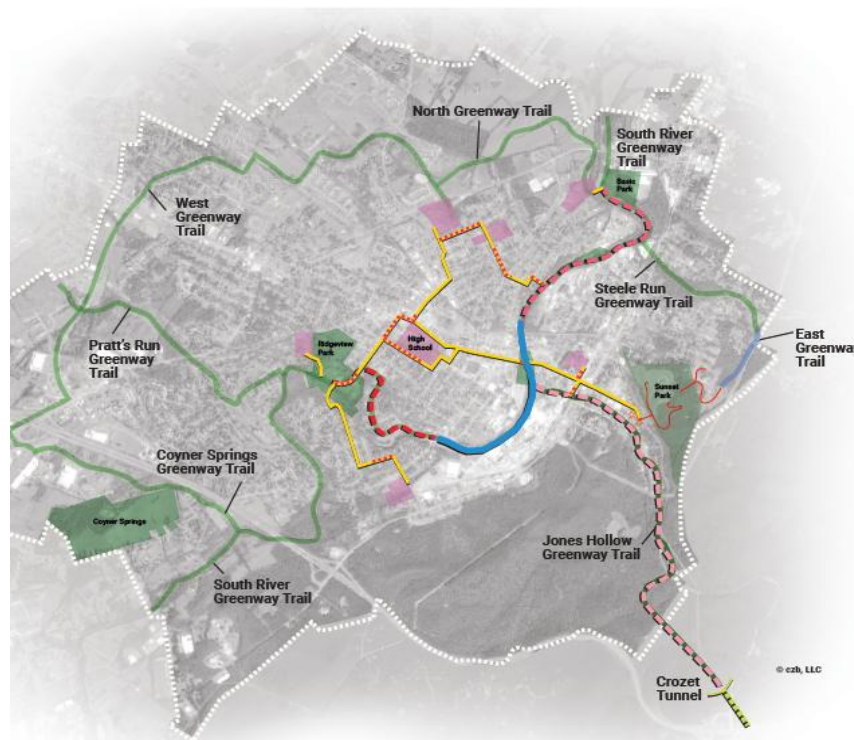 North Greenway Trail
South River
Greenway
Trail
Basic
Park
West
Greenway
Trail
Steele Run
Greenway Trail
Pratt's Run
Greenway
Trail
Ridgeview
Park
High
School
East
Greenway
Trail
Sunset
Park
Coyner Springs
Greenway Trail
Coyner Springs
Jones Hollow
Greenway Trail
South River
Greenway Trail
© czb, LLC
Crozet
Tunnel